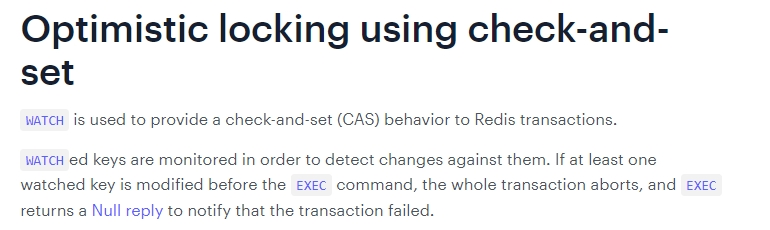 Optimistic locking using check-and-
set
WATCH is used to provide a check-and-set (CAS) behavior to Redis transactions.
WATCHed keys are monitored in order to detect changes against them. If at least one
watched key is modified before the EXEC command, the whole transaction aborts, and EXEC
returns a Null reply to notify that the transaction failed.